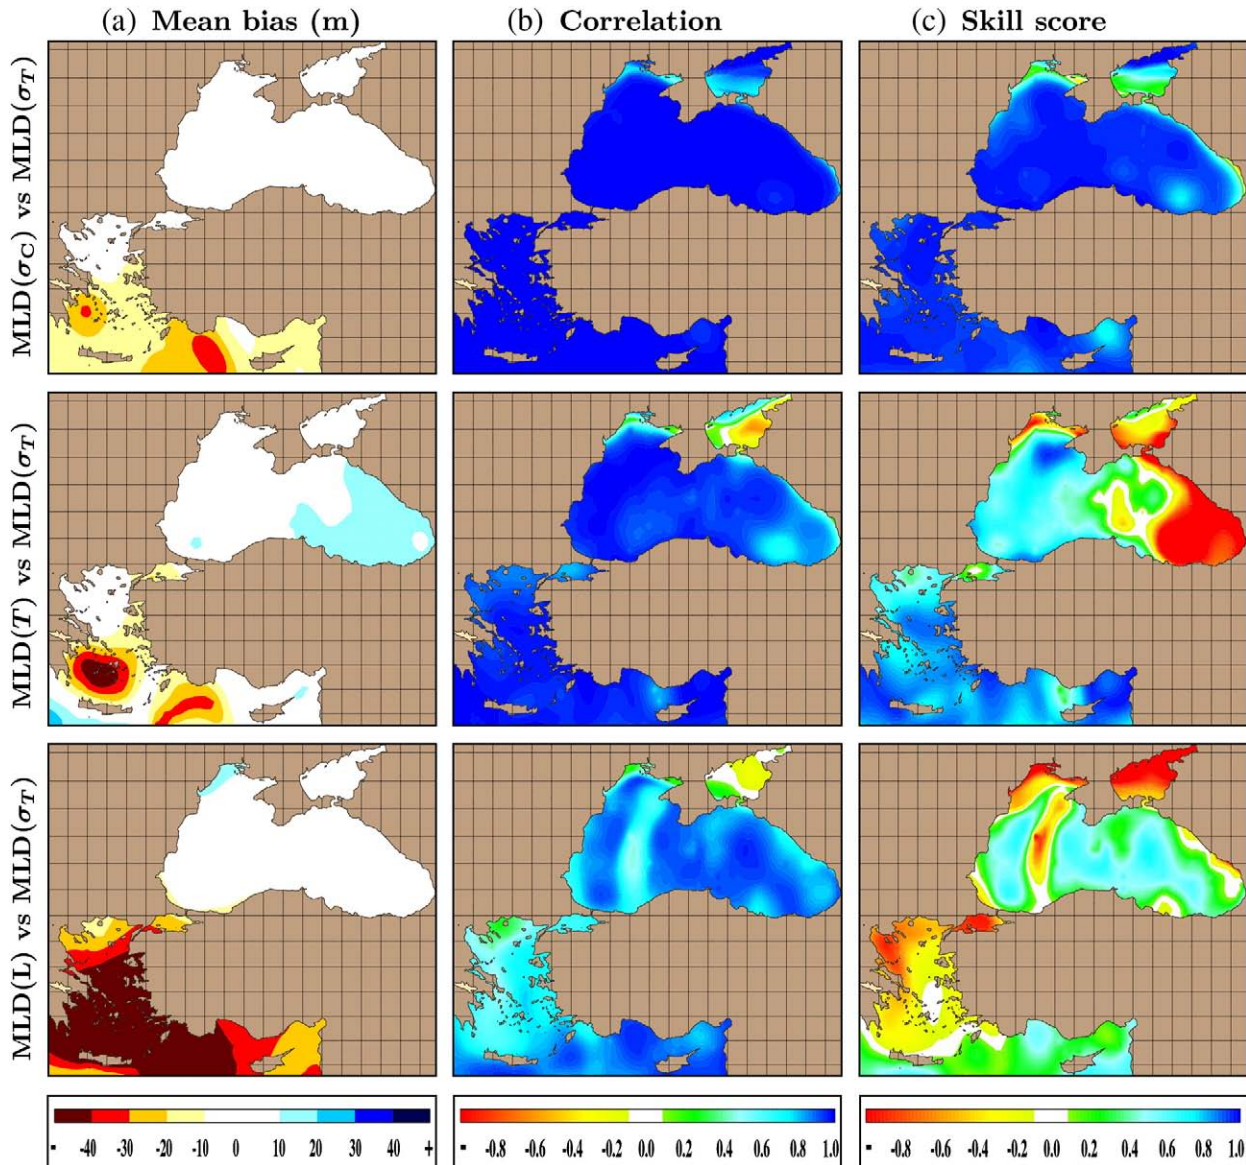 (a) Mean bias (m) (b) Correlation (c) Skill score
MLD(σC) vs MLD(σT)
MLD(T) vs MLD(σT)
MLD(L) vs MLD(σT)
- -40 -30 -20 -10 0 10 20 30 40 +
- -0.8 -0.6 -0.4 -0.2 0.0 0.2 0.4 0.6 0.8 1.0
- -0.8 -0.6 -0.4 -0.2 0.0 0.2 0.4 0.6 0.8 1.0